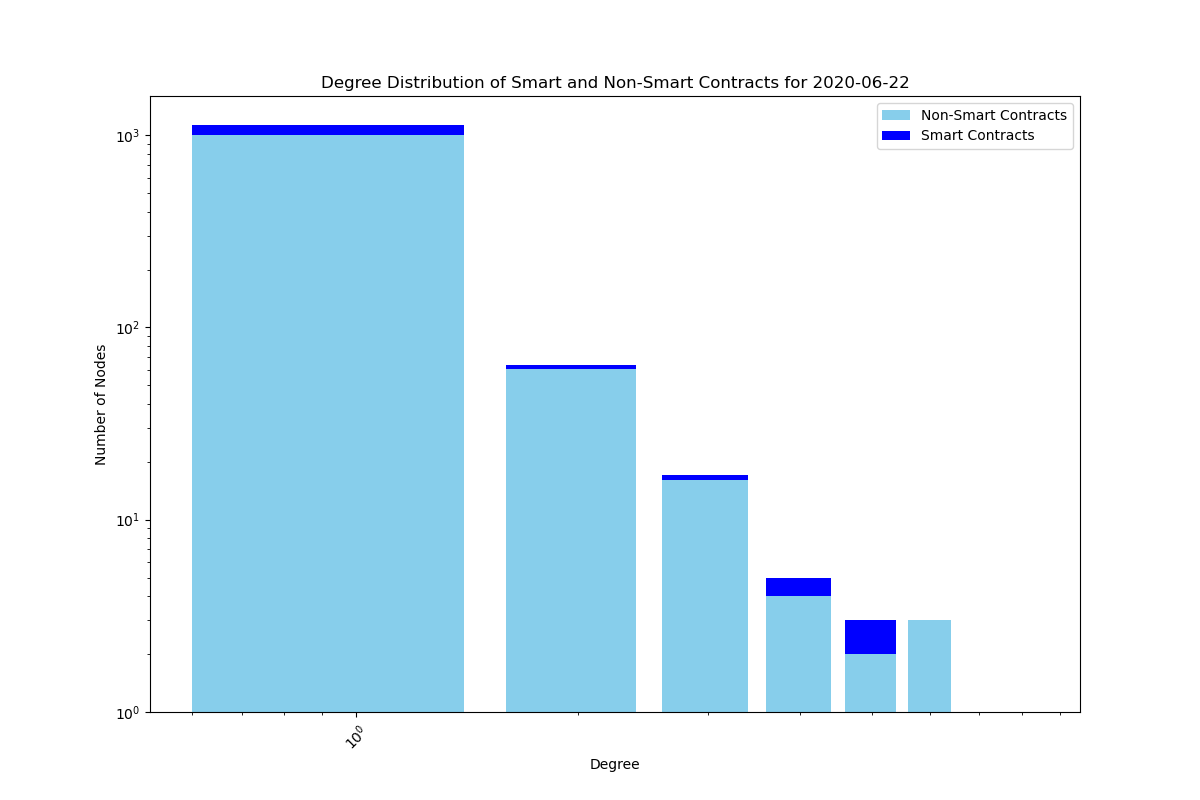 Degree Distribution of Smart and Non-Smart Contracts for 2020-06-22
Non-Smart Contracts
Smart Contracts
Number of Nodes
10³
10²
10¹
10⁰
10⁰
Degree